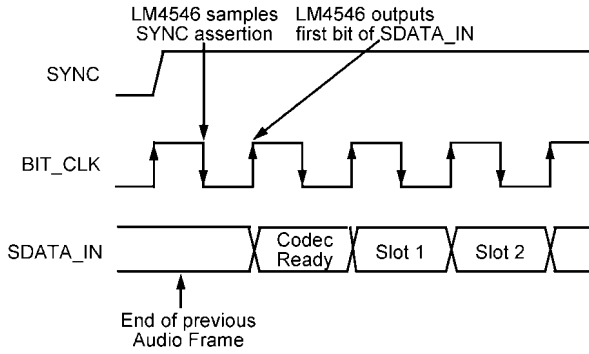 LM4546 samples
SYNC assertion
LM4546 outputs
first bit of SDATA_IN
SYNC
BIT_CLK
SDATA_IN
Codec
Ready
Slot 1
Slot 2
End of previous
Audio Frame